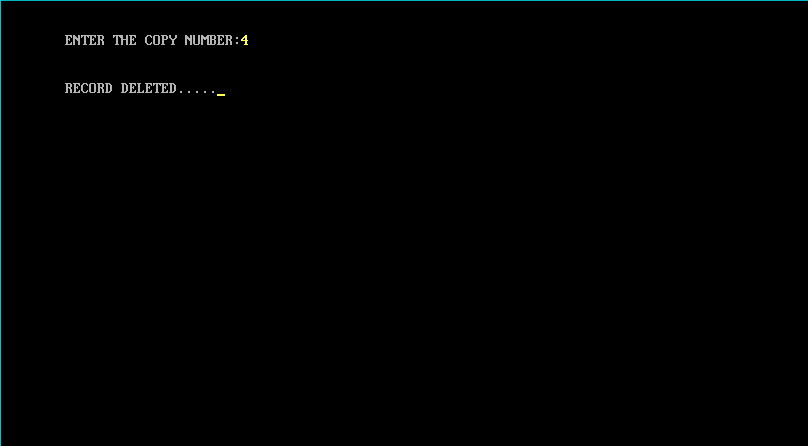 ENTER THE COPY NUMBER:4
RECORD DELETED....._